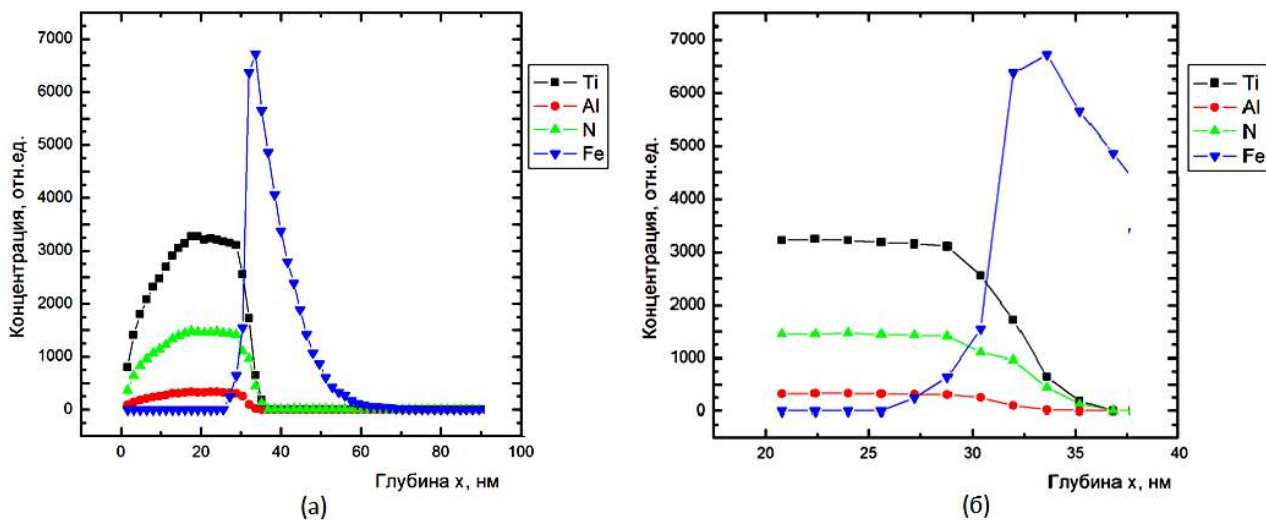 Концентрация, отн.ед.
7000
6000
5000
4000
3000
2000
1000
0
0 20 40 60 80 100
Глубина x, нм
Ti
Al
N
Fe
(а)
Концентрация, отн.ед.
7000
6000
5000
4000
3000
2000
1000
0
20 25 30 35 40
Глубина x, нм
Ti
Al
N
Fe
(б)